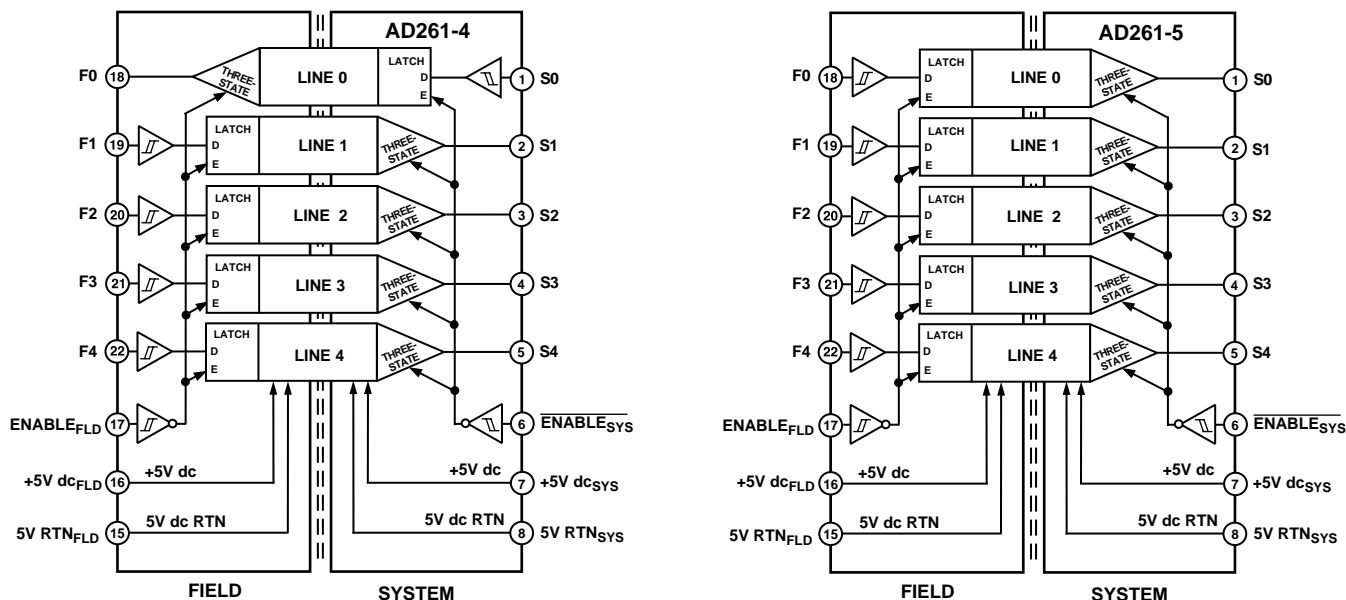 AD261-4
F0 18 THREE-STATE LINE 0 LATCH D E 1 S0
F1 19 LATCH D E LINE 1 THREE-STATE 2 S1
F2 20 LATCH D E LINE 2 THREE-STATE 3 S2
F3 21 LATCH D E LINE 3 THREE-STATE 4 S3
F4 22 LATCH D E LINE 4 THREE-STATE 5 S4
ENABLEFLD 17 6 ENABLESYS
+5V dcFLD 16 +5V dc +5V dc 7 +5V dcSYS
5V RTNFLD 15 5V dc RTN 5V dc RTN 8 5V RTNSYS
FIELD SYSTEM
AD261-5
F0 18 LATCH D E LINE 0 THREE-STATE 1 S0
F1 19 LATCH D E LINE 1 THREE-STATE 2 S1
F2 20 LATCH D E LINE 2 THREE-STATE 3 S2
F3 21 LATCH D E LINE 3 THREE-STATE 4 S3
F4 22 LATCH D E LINE 4 THREE-STATE 5 S4
ENABLEFLD 17 6 ENABLESYS
+5V dcFLD 16 +5V dc +5V dc 7 +5V dcSYS
5V RTNFLD 15 5V dc RTN 5V dc RTN 8 5V RTNSYS
FIELD SYSTEM